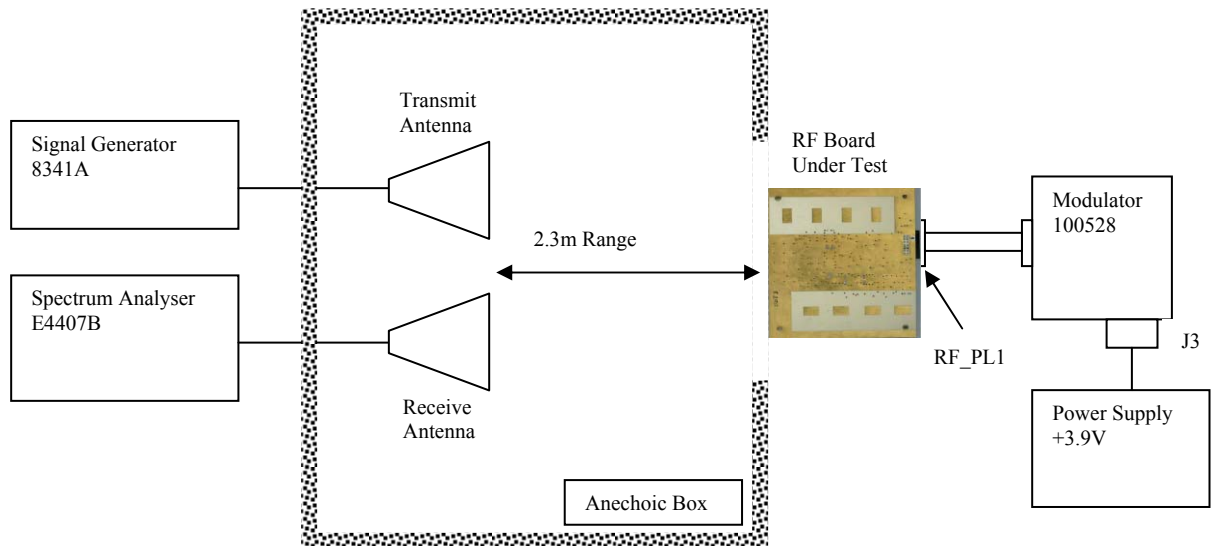 Signal Generator
8341A
Transmit
Antenna
RF Board
Under Test
Modulator
100528
2.3m Range
Spectrum Analyser
E4407B
RF_PL1
J3
Receive
Antenna
Power Supply
+3.9V
Anechoic Box